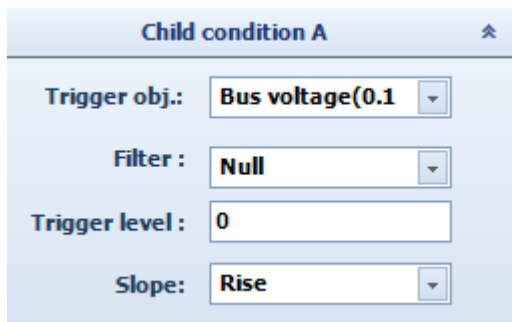 Child condition A
Trigger obj.: Bus voltage(0.1
Filter : Null
Trigger level : 0
Slope: Rise